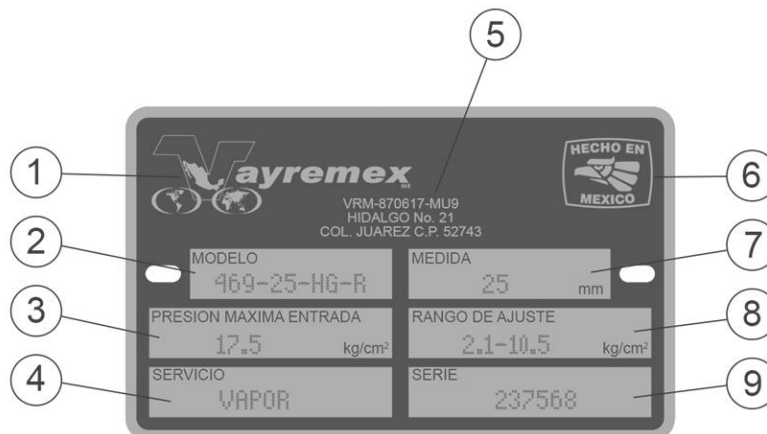 5
1
Vayremex
MR
HECHO EN
MEXICO
6
VRM-870617-MU9
HIDALGO No. 21
COL. JUAREZ C.P. 52743
2
MODELO
469-25-HG-R
MEDIDA
25 mm
7
3
PRESION MAXIMA ENTRADA
17.5 kg/cm²
RANGO DE AJUSTE
2.1-10.5 kg/cm²
8
4
SERVICIO
VAPOR
SERIE
237568
9